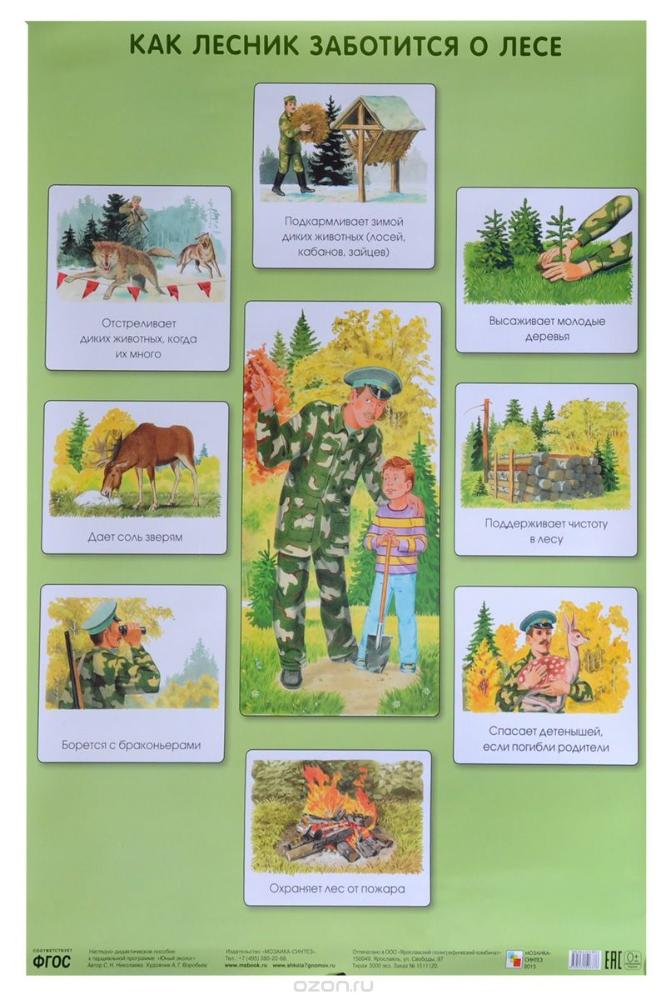 КАК ЛЕСНИК ЗАБОТИТСЯ О ЛЕСЕ
Подкармливает зимой
диких животных (лосей,
кабанов, зайцев)
Отстреливает
диких животных, когда
их много
Высаживает молодые
деревья
Дает соль зверям
Поддерживает чистоту
в лесу
Борется с браконьерами
Спасает детенышей,
если погибли родители
Охраняет лес от пожара
СООТВЕТСТВУЕТ
ФГОС
Наглядно-дидактическое пособие
к парциальной программе «Юный эколог»
Автор С. Н. Николаева. Художник А. Г. Воробьев
Издательство «МОЗАИКА-СИНТЕЗ».
Тел.: +7 (495) 380-22-68.
www.msbook.ru www.shkola7gnomov.ru
Отпечатано в ООО «Ярославский полиграфический комбинат»
150049, Ярославль, ул. Свободы, 97
Тираж 3000 экз. Заказ № 1511120.
МОЗАИКА-
СИНТЕЗ
2015
EAC
0+
ozon.ru